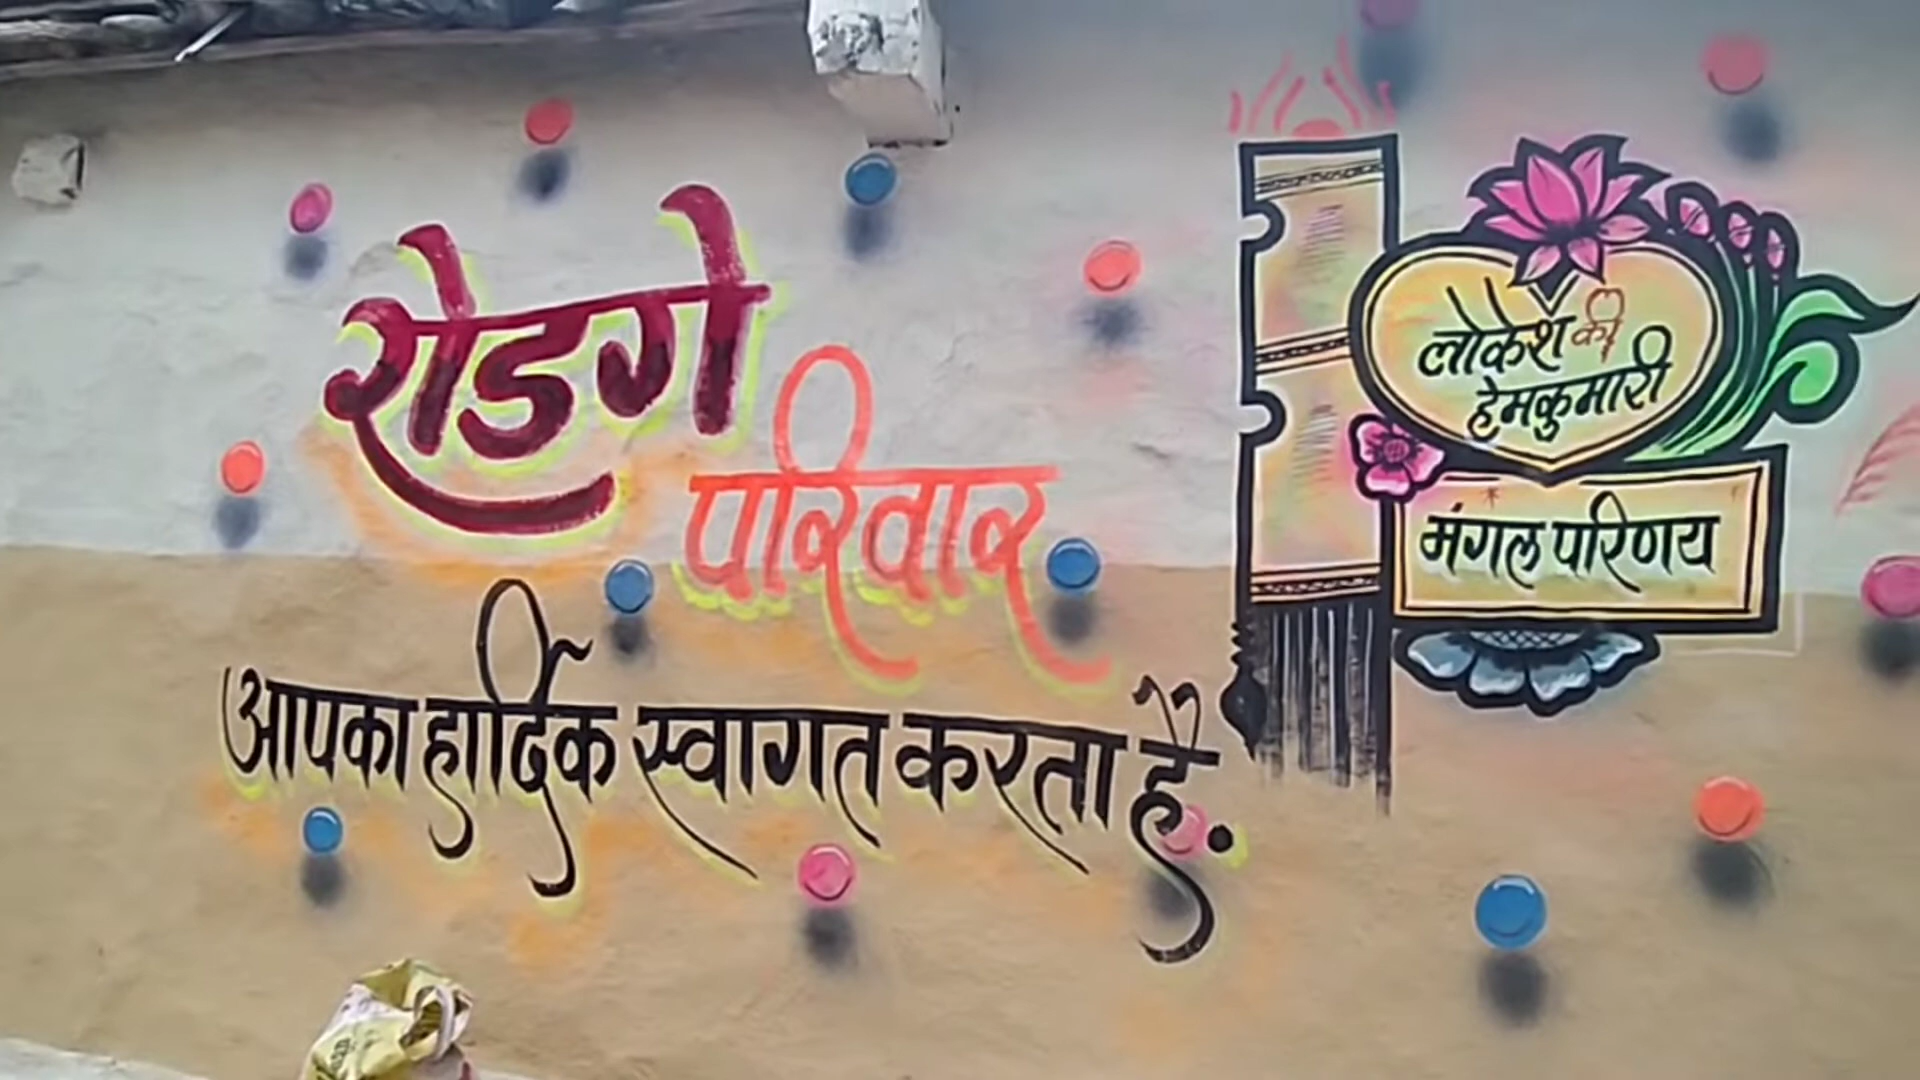 रोडगे
परिवार
आपका हार्दिक स्वागत करता है.
लोकेश की
हेमकुमारी
मंगल परिणय